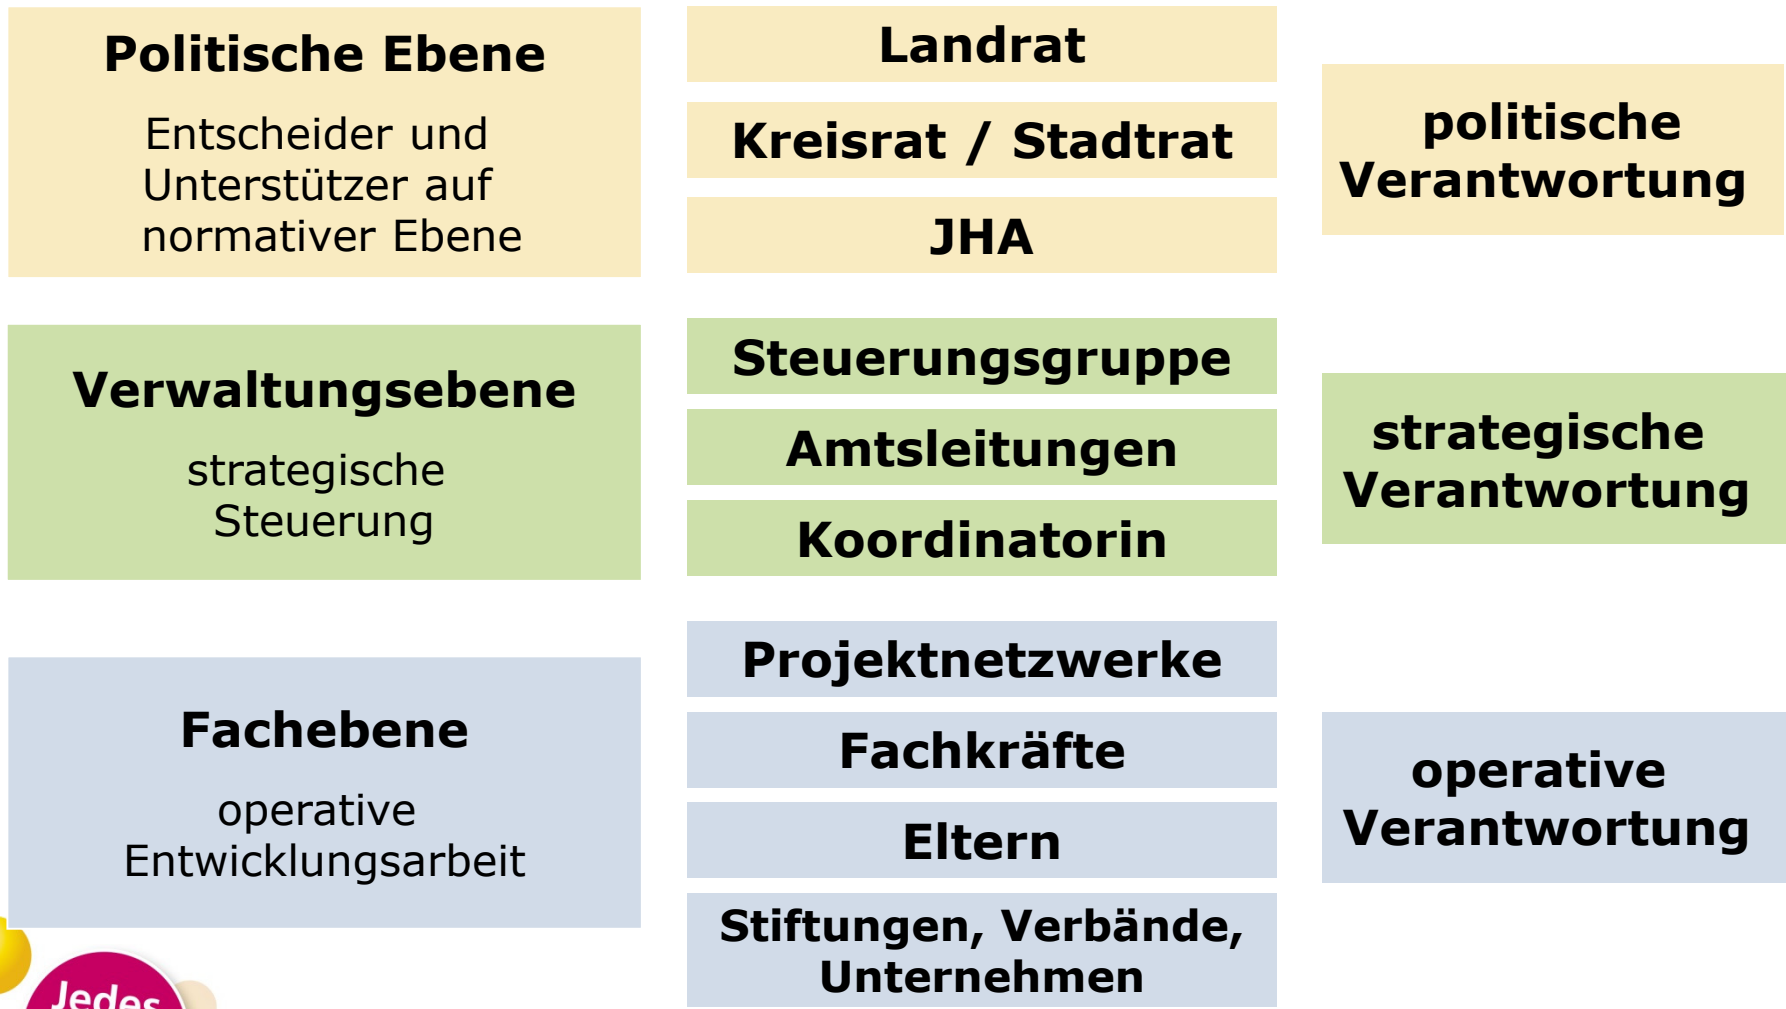 Politische Ebene
Entscheider und
Unterstützer auf
normativer Ebene
Landrat
Kreisrat / Stadtrat
JHA
politische
Verantwortung
Verwaltungsebene
strategische
Steuerung
Steuerungsgruppe
Amtsleitungen
Koordinatorin
strategische
Verantwortung
Fachebene
operative
Entwicklungsarbeit
Projektnetzwerke
Fachkräfte
Eltern
Stiftungen, Verbände,
Unternehmen
operative
Verantwortung
Jedes